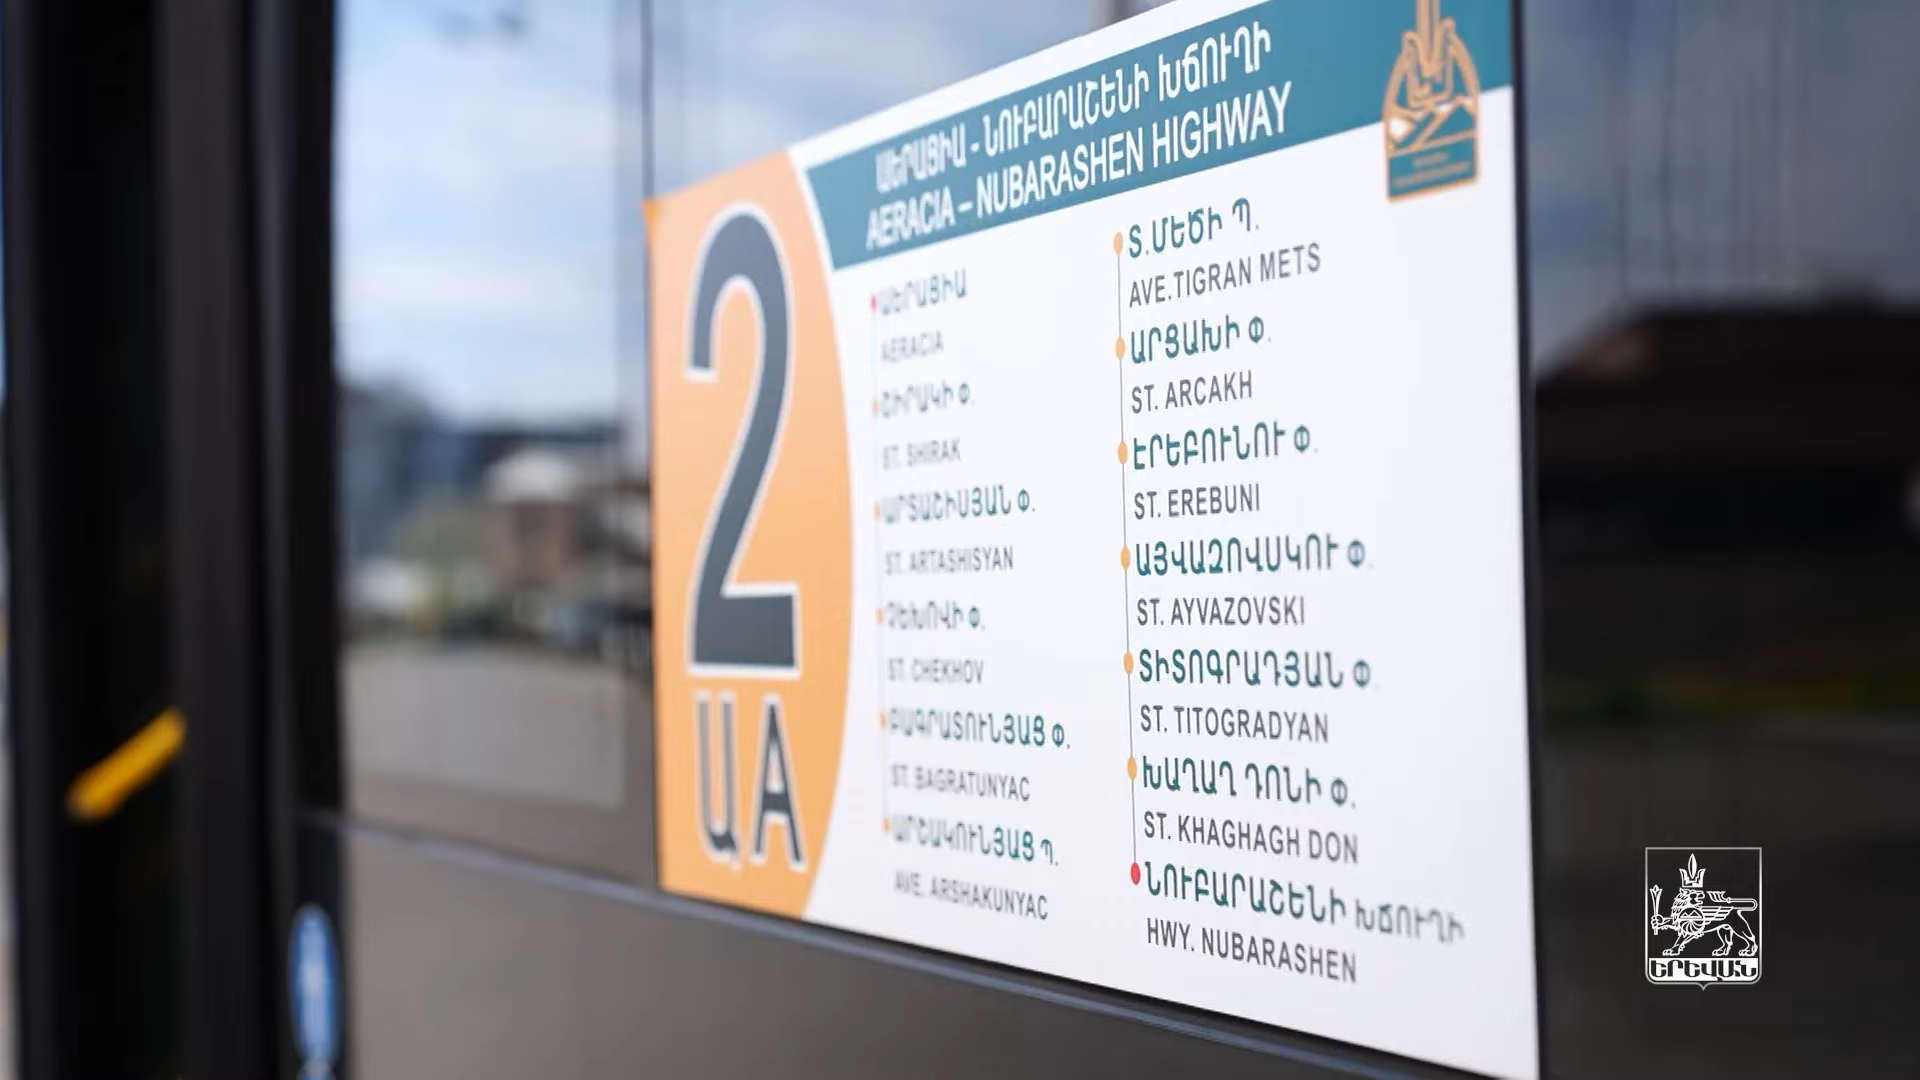 2
ԱA
ԱԵՐԱՑԻԱ - ՆՈՒԲԱՐԱՇԵՆԻ ԽՃՈՒՂԻ
AERACIA – NUBARASHEN HIGHWAY
ԱԵՐԱՑԻԱ
AERACIA
ՇԻՐԱԿԻ Փ.
ST. SHIRAK
ԱՐՏԱՇԻՍՅԱՆ Փ.
ST. ARTASHISYAN
ՉԵԽՈՎԻ Փ.
ST. CHEKHOV
ԲԱԳՐԱՏՈՒՆՅԱՑ Փ.
ST. BAGRATUNYAC
ԱՐՇԱԿՈՒՆՅԱՑ Պ.
AVE. ARSHAKUNYAC
Տ.ՄԵԾԻ Պ.
AVE.TIGRAN METS
ԱՐՑԱԽԻ Փ.
ST. ARCAKH
ԷՐԵԲՈՒՆՈՒ Փ.
ST. EREBUNI
ԱՅՎԱԶՈՎՍԿՈՒ Փ.
ST. AYVAZOVSKI
ՏԻՏՈԳՐԱԴՅԱՆ Փ.
ST. TITOGRADYAN
ԽԱՂԱՂ ԴՈՆԻ Փ.
ST. KHAGHAGH DON
ՆՈՒԲԱՐԱՇԵՆԻ ԽՃՈՒՂԻ
HWY. NUBARASHEN
ԵՐԵՎԱՆ